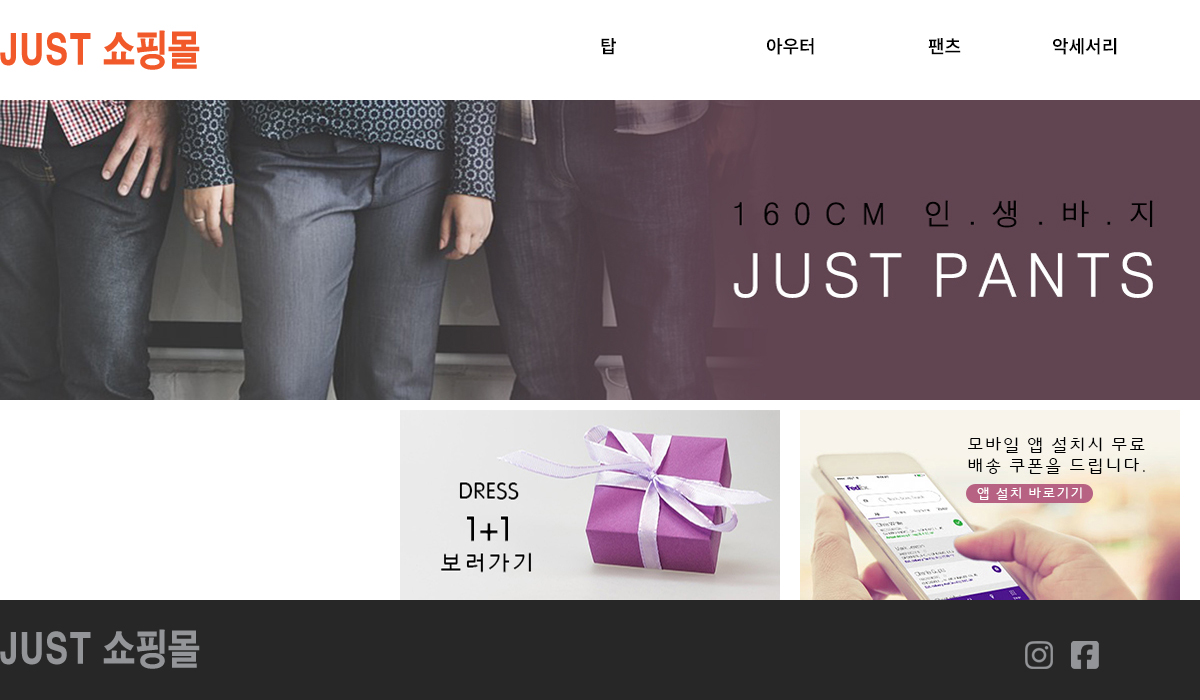 JUST 쇼핑몰
탑 아우터 팬츠 악세서리
160CM 인.생.바.지
JUST PANTS
DRESS
1+1
보러가기
모바일 앱 설치시 무료
배송 쿠폰을 드립니다.
앱 설치 바로기기
FedEx
JUST 쇼핑몰